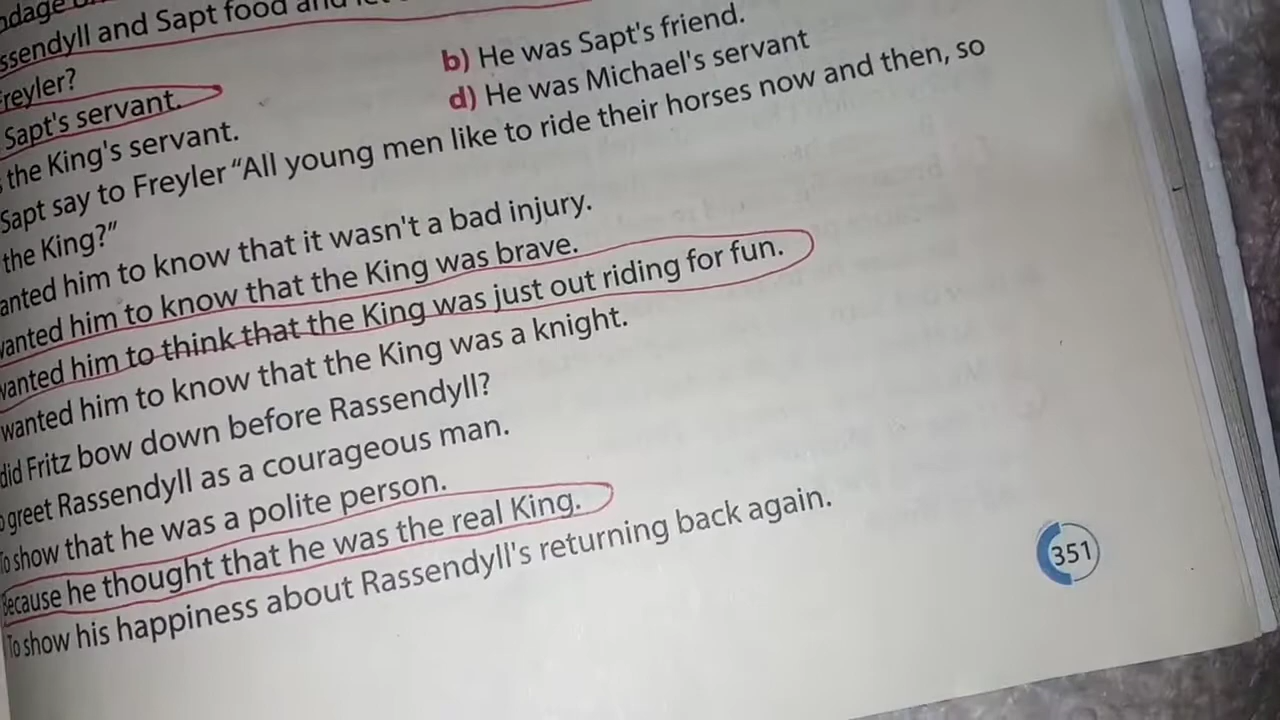 ssendyll and Sapt food and
Freyler?
b) He was Sapt's friend.
Sapt's servant.
d) He was Michael's servant
the King's servant.
Sapt say to Freyler "All young men like to ride their horses now and then, so
the King?"
anted him to know that it wasn't a bad injury.
wanted him to know that the King was brave.
wanted him to think that the King was just out riding for fun.
wanted him to know that the King was a knight.
did Fritz bow down before Rassendyll?
o greet Rassendyll as a courageous man.
To show that he was a polite person.
Because he thought that he was the real King.
To show his happiness about Rassendyll's returning back again.
351